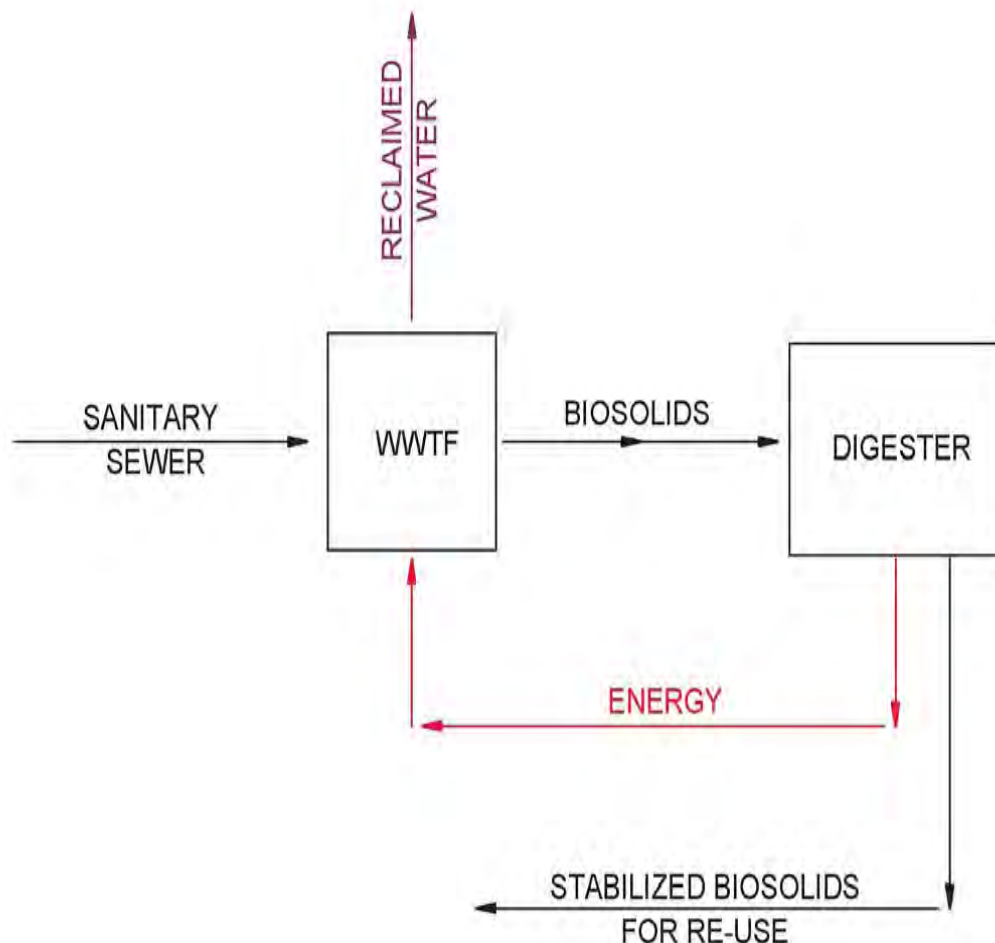 RECLAIMED
WATER
SANITARY
SEWER
WWTF
BIOSOLIDS
DIGESTER
ENERGY
STABILIZED BIOSOLIDS
FOR RE-USE